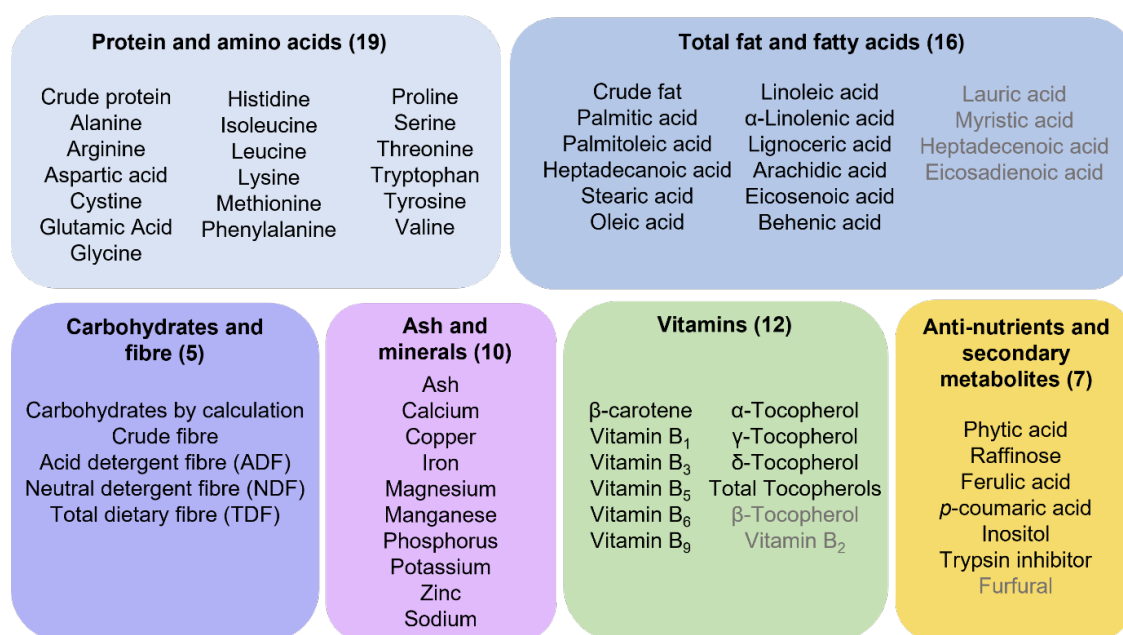 Protein and amino acids (19)
Crude protein
Alanine
Arginine
Aspartic acid
Cystine
Glutamic Acid
Glycine
Histidine
Isoleucine
Leucine
Lysine
Methionine
Phenylalanine
Proline
Serine
Threonine
Tryptophan
Tyrosine
Valine
Total fat and fatty acids (16)
Crude fat
Palmitic acid
Palmitoleic acid
Heptadecanoic acid
Stearic acid
Oleic acid
Linoleic acid
α-Linolenic acid
Lignoceric acid
Arachidic acid
Eicosenoic acid
Behenic acid
Lauric acid
Myristic acid
Heptadecenoic acid
Eicosadienoic acid
Carbohydrates and
fibre (5)
Carbohydrates by calculation
Crude fibre
Acid detergent fibre (ADF)
Neutral detergent fibre (NDF)
Total dietary fibre (TDF)
Ash and
minerals (10)
Ash
Calcium
Copper
Iron
Magnesium
Manganese
Phosphorus
Potassium
Zinc
Sodium
Vitamins (12)
β-carotene
Vitamin B₁
Vitamin B₃
Vitamin B₅
Vitamin B₆
Vitamin B₉
α-Tocopherol
γ-Tocopherol
δ-Tocopherol
Total Tocopherols
β-Tocopherol
Vitamin B₂
Anti-nutrients and
secondary
metabolites (7)
Phytic acid
Raffinose
Ferulic acid
p-coumaric acid
Inositol
Trypsin inhibitor
Furfural